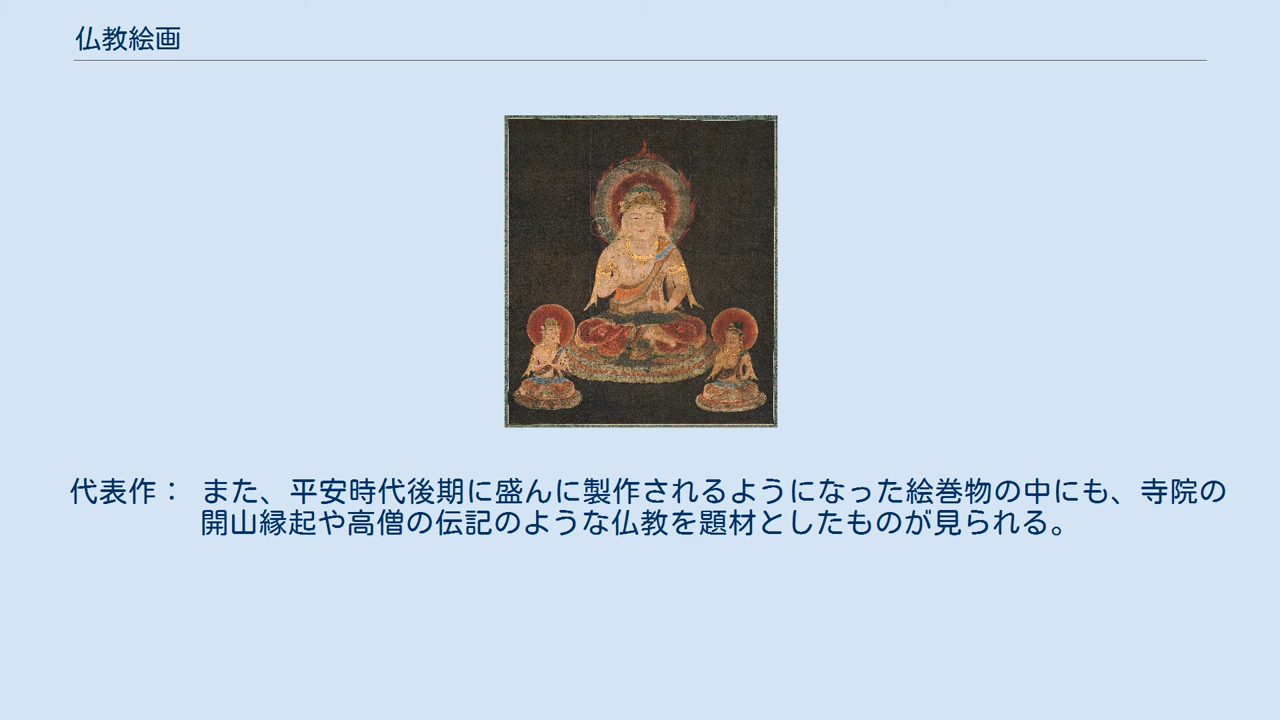 仏教絵画
代表作： また、平安時代後期に盛んに製作されるようになった絵巻物の中にも、寺院の
開山縁起や高僧の伝記のような仏教を題材としたものが見られる。